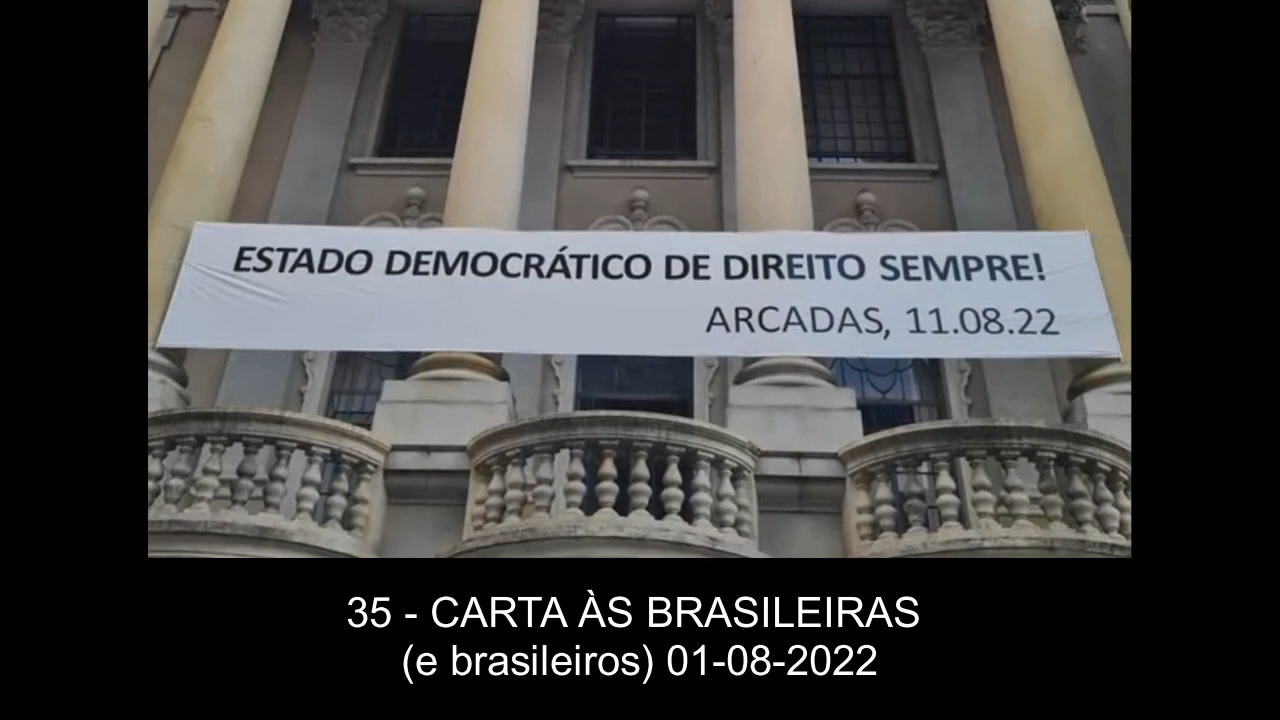 ESTADO DEMOCRÁTICO DE DIREITO SEMPRE!
ARCADAS, 11.08.22
35 - CARTA ÀS BRASILEIRAS
(e brasileiros) 01-08-2022